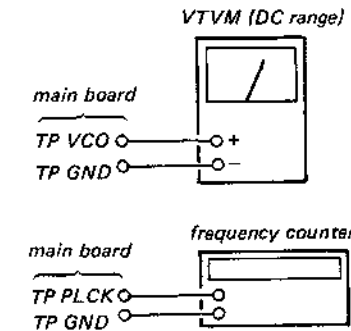 VTVM (DC range)
main board
TP VCO
+
TP GND
−
frequency counter
main board
TP PLCK
TP GND